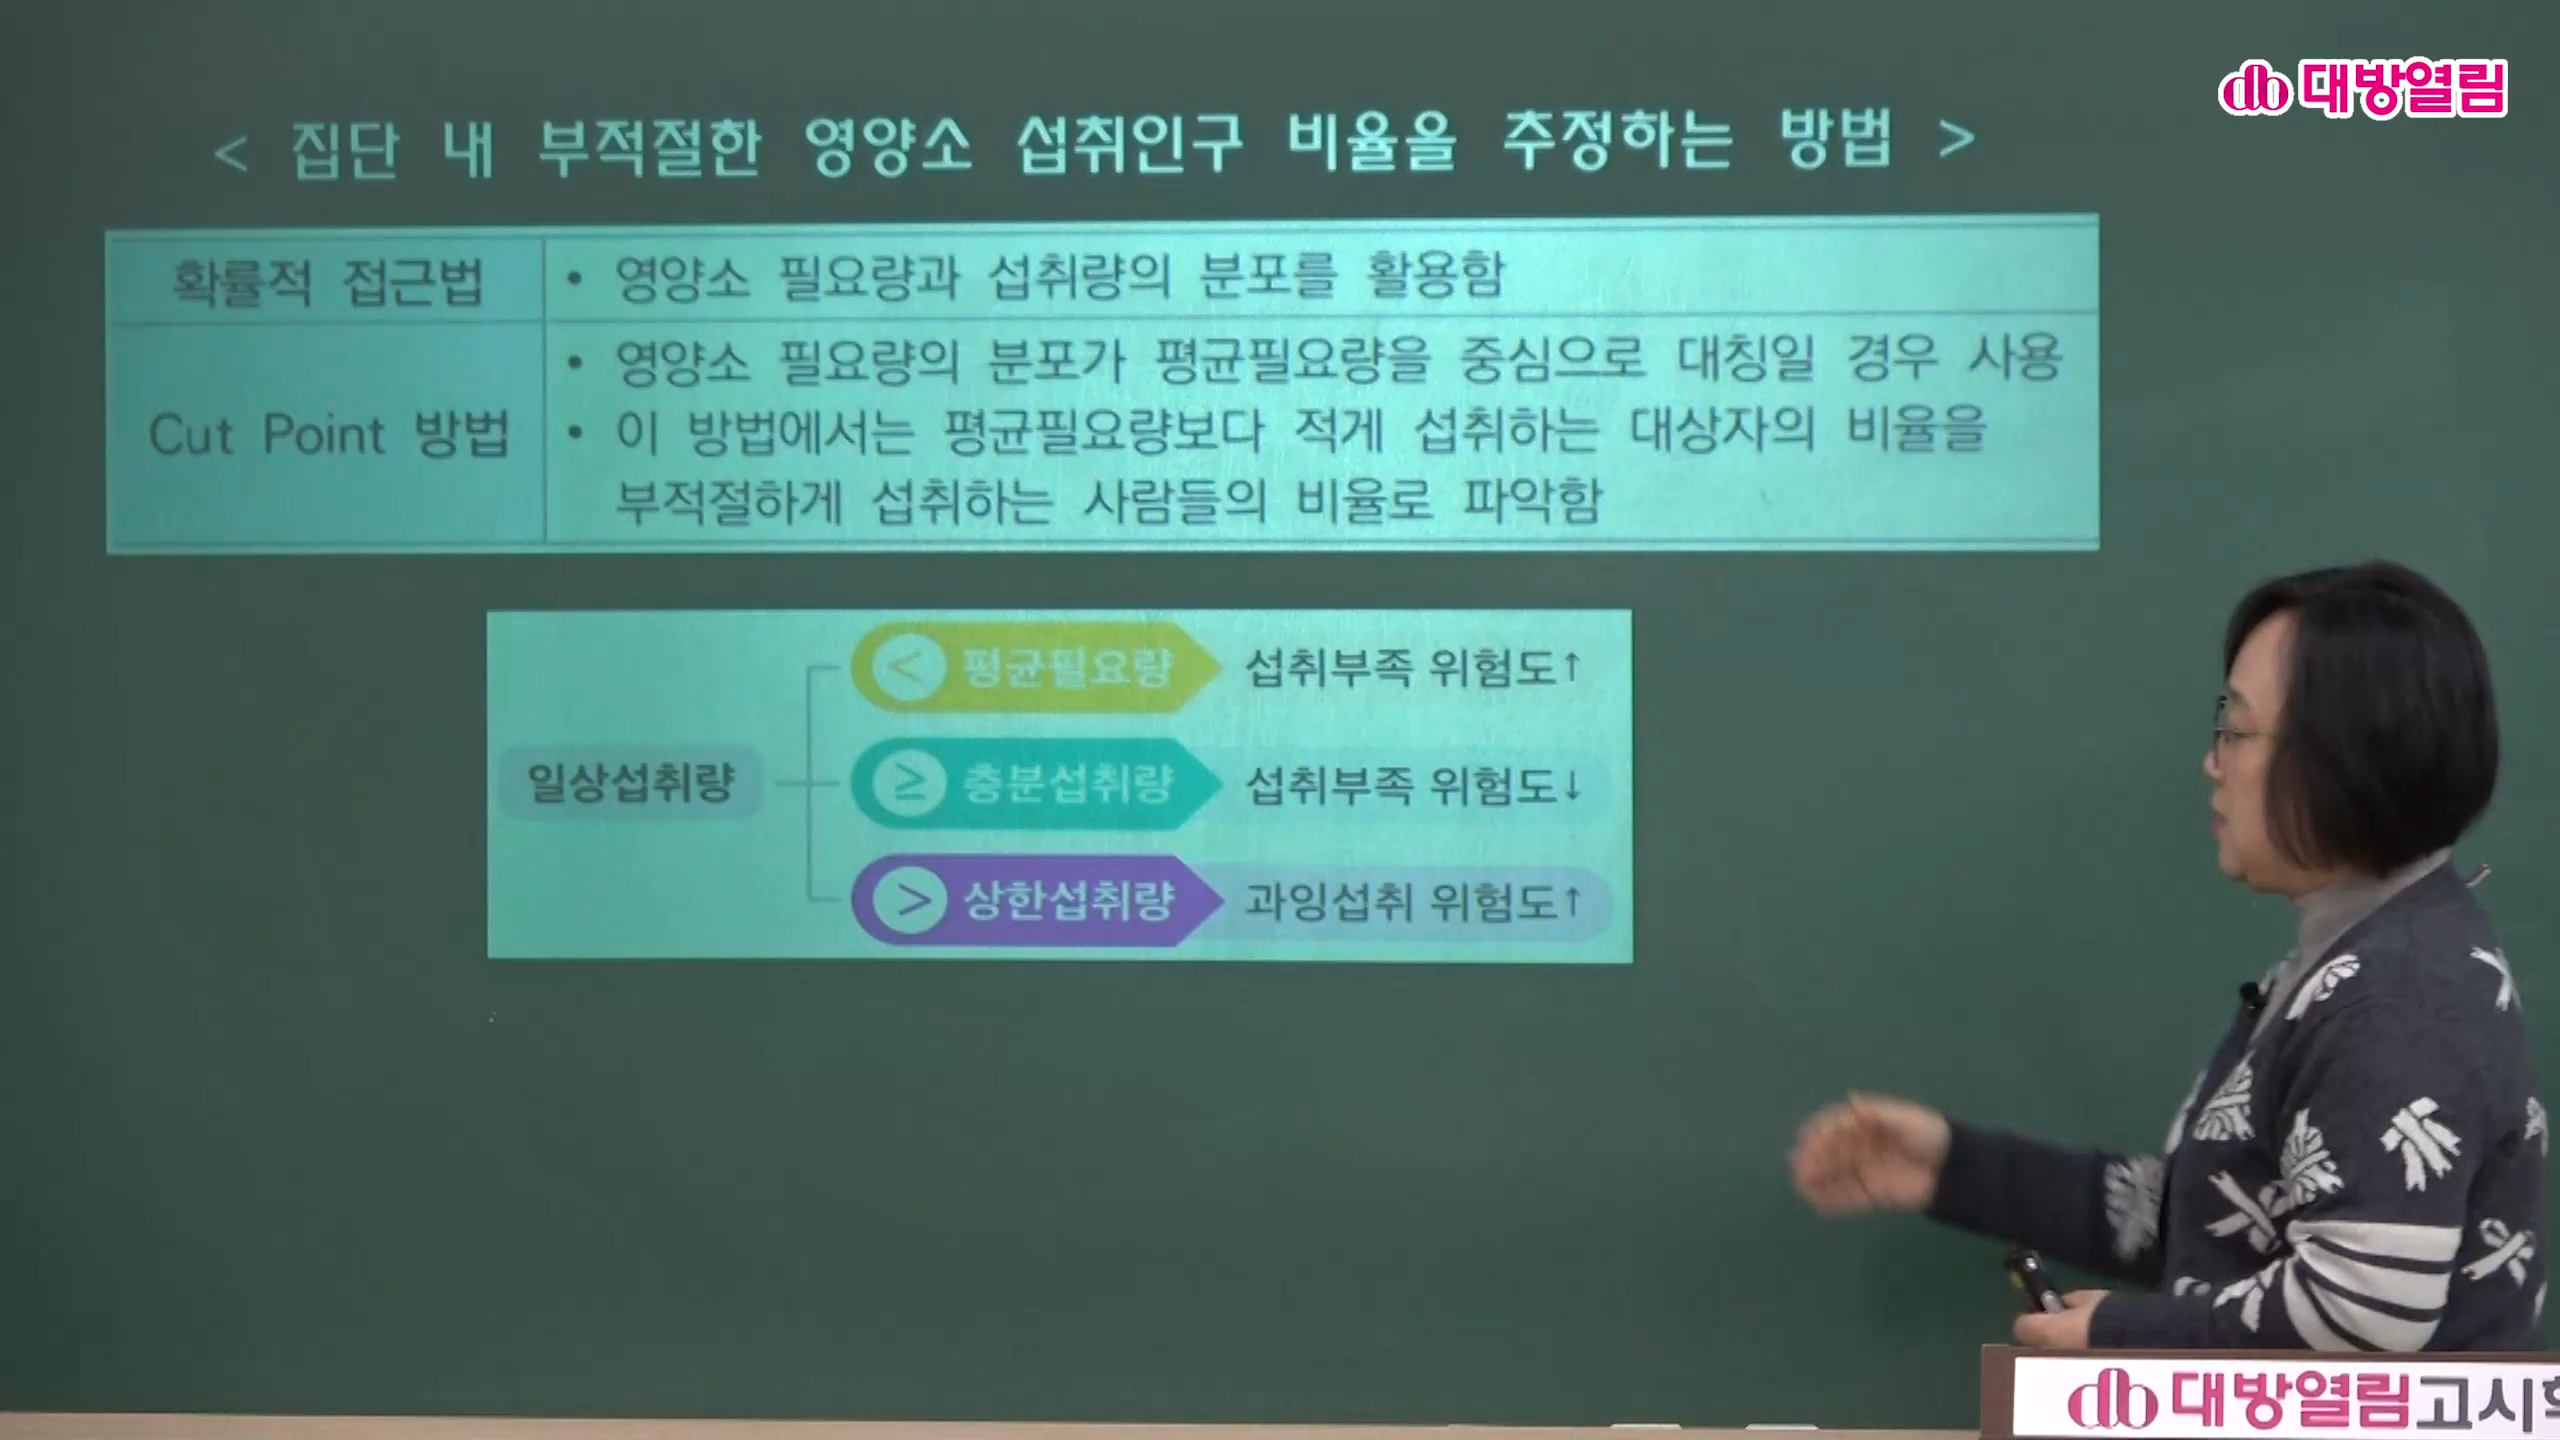 대방열림
< 집단 내 부적절한 영양소 섭취인구 비율을 추정하는 방법 >
확률적 접근법
• 영양소 필요량과 섭취량의 분포를 활용함
Cut Point 방법
• 영양소 필요량의 분포가 평균필요량을 중심으로 대칭일 경우 사용
• 이 방법에서는 평균필요량보다 적게 섭취하는 대상자의 비율을
부적절하게 섭취하는 사람들의 비율로 파악함
일상섭취량
< 평균필요량 섭취부족 위험도↑
≥ 충분섭취량 섭취부족 위험도↓
> 상한섭취량 과잉섭취 위험도↑
대방열림고시